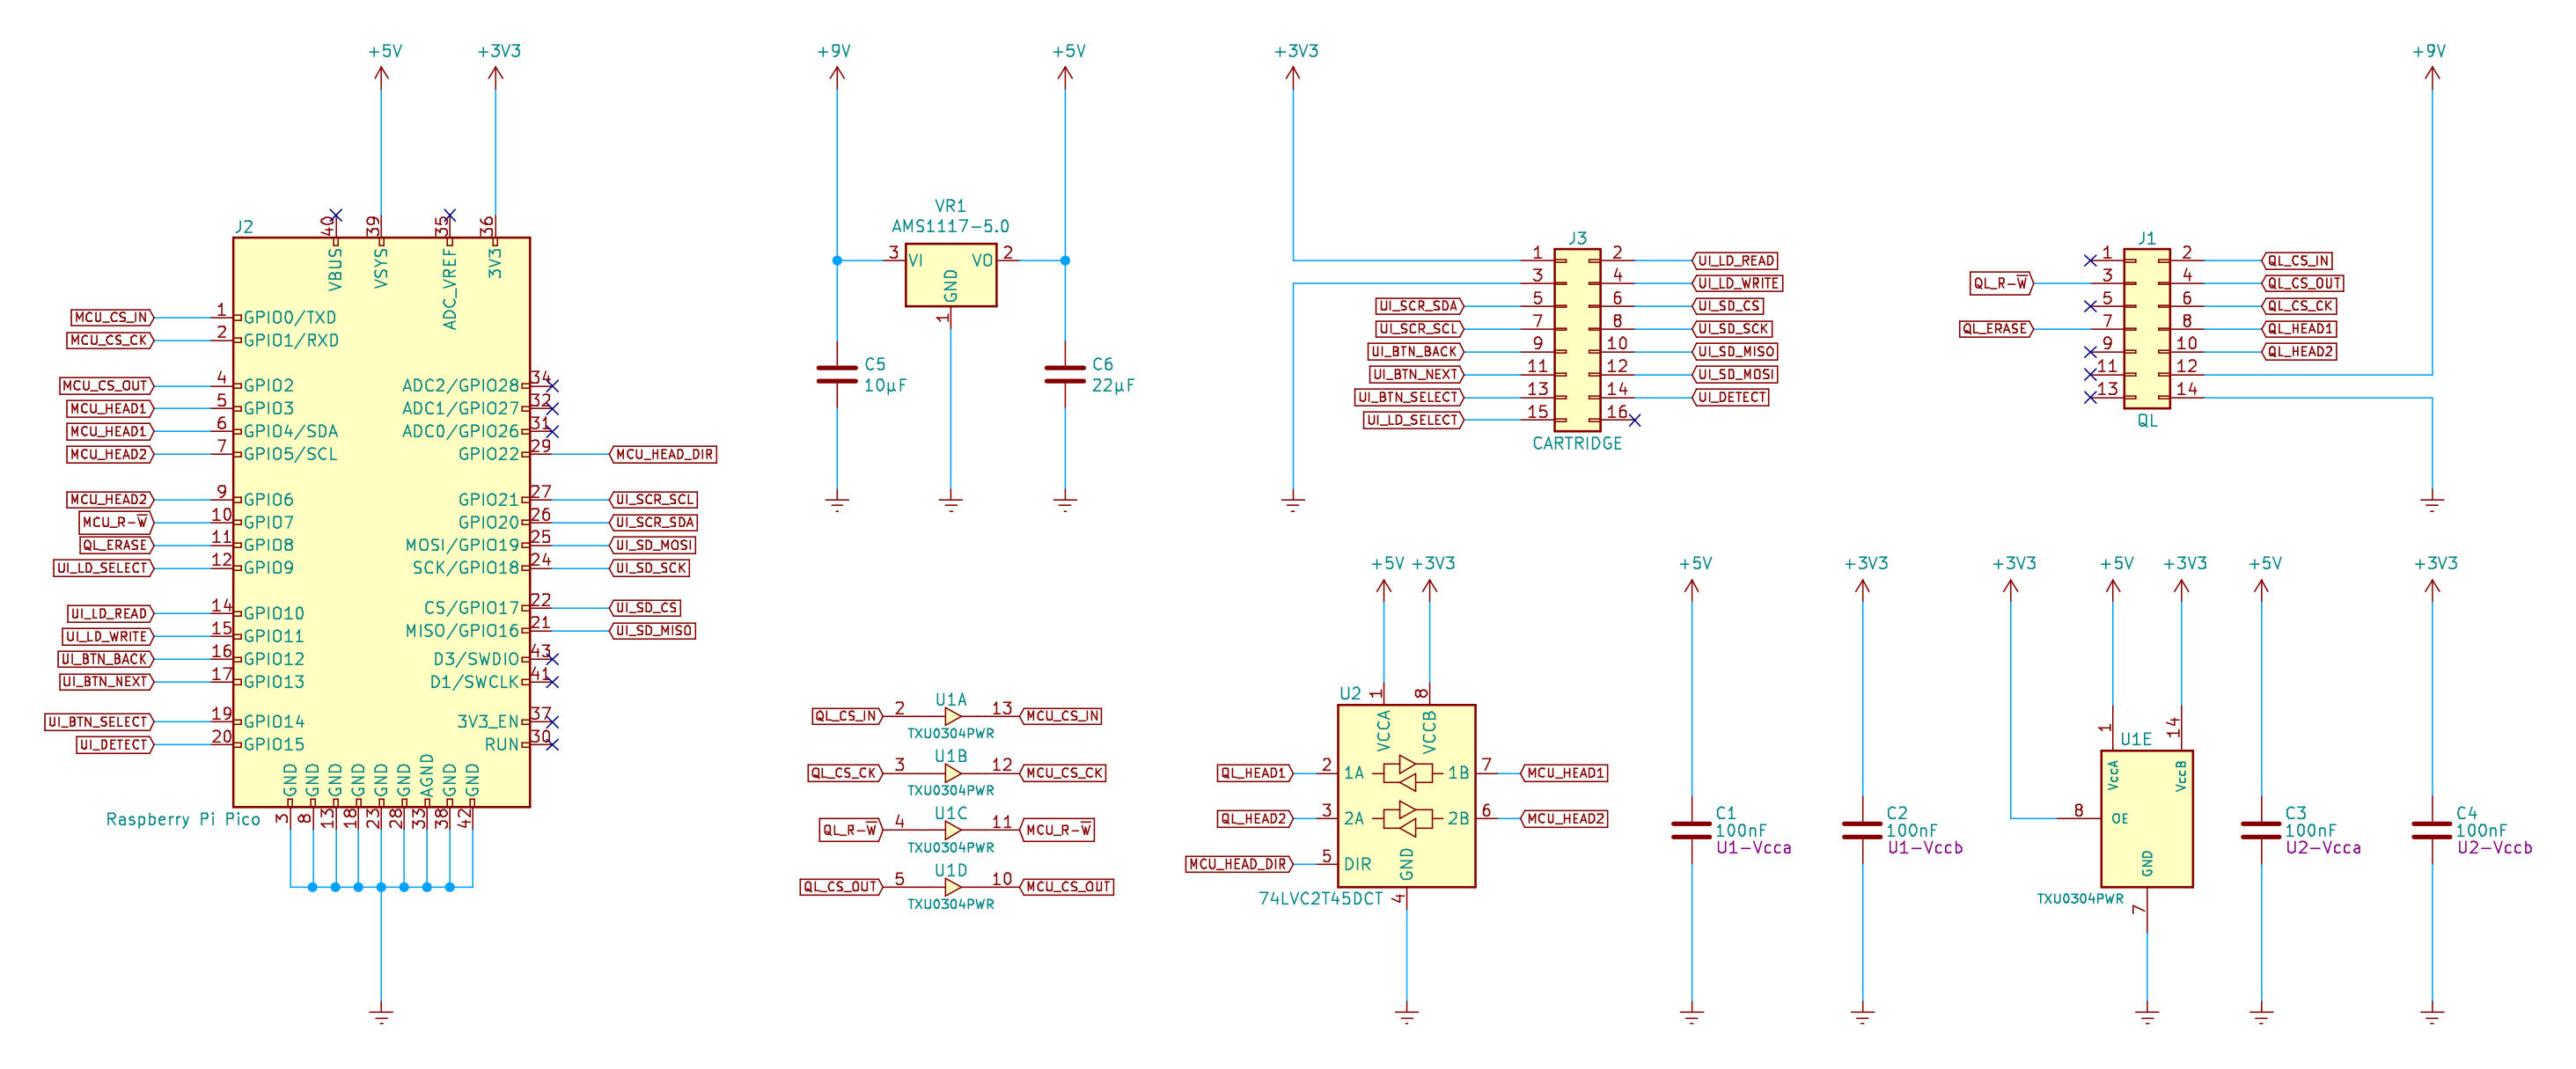 +5V
+3V3
+9V
+5V
+3V3
+9V
J2
40
39
35
36
VBUS
VSYS
ADC_VREF
3V3
MCU_CS_IN 1 GPIO0/TXD
MCU_CS_CK 2 GPIO1/RXD
MCU_CS_OUT 4 GPIO2
MCU_HEAD1 5 GPIO3
MCU_HEAD1 6 GPIO4/SDA
MCU_HEAD2 7 GPIO5/SCL
MCU_HEAD2 9 GPIO6
MCU_R-W̅ 10 GPIO7
QL_ERASE 11 GPIO8
UI_LD_SELECT 12 GPIO9
UI_LD_READ 14 GPIO10
UI_LD_WRITE 15 GPIO11
UI_BTN_BACK 16 GPIO12
UI_BTN_NEXT 17 GPIO13
UI_BTN_SELECT 19 GPIO14
UI_DETECT 20 GPIO15
ADC2/GPIO28 34
ADC1/GPIO27 32
ADC0/GPIO26 31
GPIO22 29 MCU_HEAD_DIR
GPIO21 27 UI_SCR_SCL
GPIO20 26 UI_SCR_SDA
MOSI/GPIO19 25 UI_SD_MOSI
SCK/GPIO18 24 UI_SD_SCK
CS/GPIO17 22 UI_SD_CS
MISO/GPIO16 21 UI_SD_MISO
D3/SWDIO 43
D1/SWCLK 41
3V3_EN 37
RUN 30
GND GND GND GND GND GND AGND GND GND
3 8 13 18 23 28 33 38 42
Raspberry Pi Pico
VR1
AMS1117-5.0
3 VI VO 2
GND
1
C5
10µF
C6
22µF
J3
1 2 UI_LD_READ
3 4 UI_LD_WRITE
UI_SCR_SDA 5 6 UI_SD_CS
UI_SCR_SCL 7 8 UI_SD_SCK
UI_BTN_BACK 9 10 UI_SD_MISO
UI_BTN_NEXT 11 12 UI_SD_MOSI
UI_BTN_SELECT 13 14 UI_DETECT
UI_LD_SELECT 15 16
CARTRIDGE
J1
1 2 QL_CS_IN
QL_R-W̅ 3 4 QL_CS_OUT
5 6 QL_CS_CK
QL_ERASE 7 8 QL_HEAD1
9 10 QL_HEAD2
11 12
13 14
QL
U1A
QL_CS_IN 2 13 MCU_CS_IN
TXU0304PWR
U1B
QL_CS_CK 3 12 MCU_CS_CK
TXU0304PWR
U1C
QL_R-W̅ 4 11 MCU_R-W̅
TXU0304PWR
U1D
QL_CS_OUT 5 10 MCU_CS_OUT
TXU0304PWR
+5V +3V3
U2
1 8
VCCA VCCB
QL_HEAD1 2 1A 1B 7 MCU_HEAD1
QL_HEAD2 3 2A 2B 6 MCU_HEAD2
MCU_HEAD_DIR 5 DIR
GND
4
74LVC2T45DCT
+5V
C1
100nF
U1-Vcca
+3V3
C2
100nF
U1-Vccb
+3V3
+5V
+3V3
1
14
U1E
VccA
VccB
8 OE
GND
TXU0304PWR
7
+5V
C3
100nF
U2-Vcca
+3V3
C4
100nF
U2-Vccb